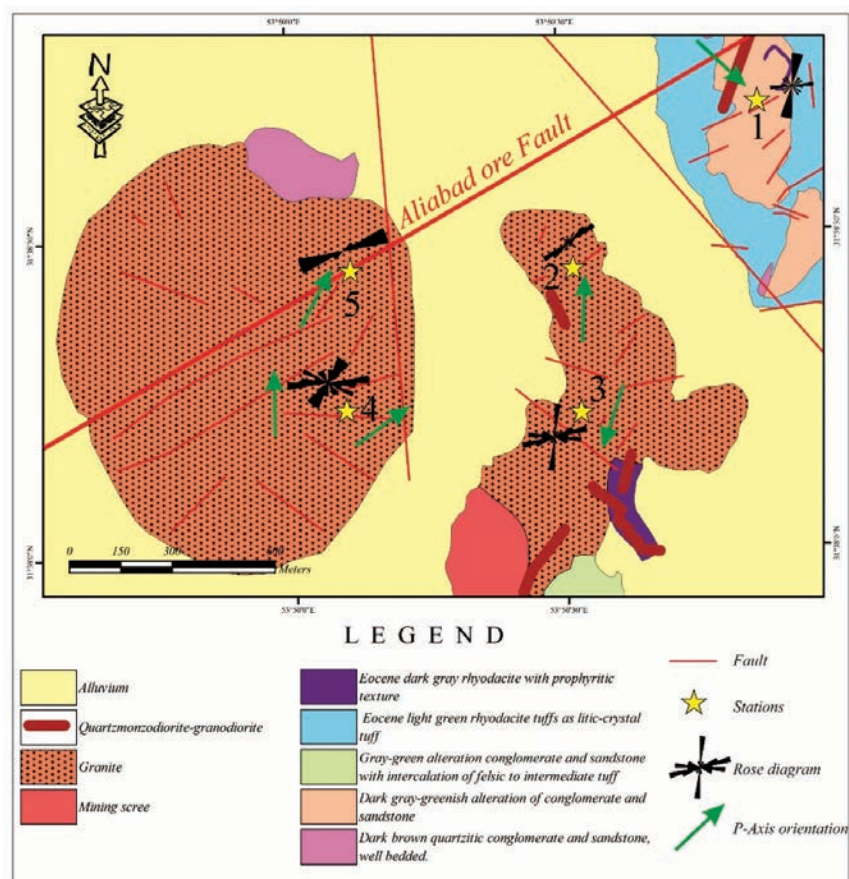 53°50'0"E
53°50'30"E
N
1
Aliabad ore Fault
2
5
3
4
0 150 300 600
Meters
53°50'0"E
53°50'30"E
LEGEND
Alluvium
Quartzmonzodiorite-granodiorite
Granite
Mining scree
Eocene dark gray rhyodacite with prophyritic
texture
Eocene light green rhyodacite tuffs as litic-crystal
tuff
Gray-green alteration conglomerate and sandstone
with intercalation of felsic to intermediate tuff
Dark gray-greenish alteration of conglomerate and
sandstone
Dark brown quartzitic conglomerate and sandstone,
well bedded.
Fault
Stations
Rose diagram
P-Axis orientation